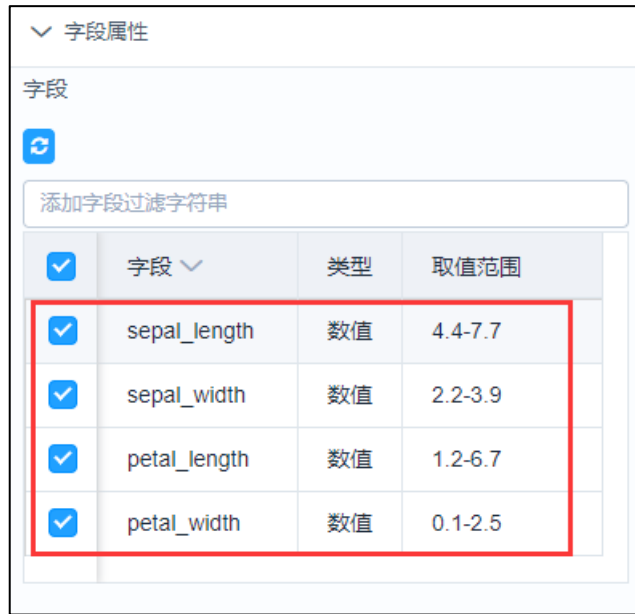 字段属性
字段
添加字段过滤字符串
字段 类型 取值范围
sepal_length 数值 4.4-7.7
sepal_width 数值 2.2-3.9
petal_length 数值 1.2-6.7
petal_width 数值 0.1-2.5